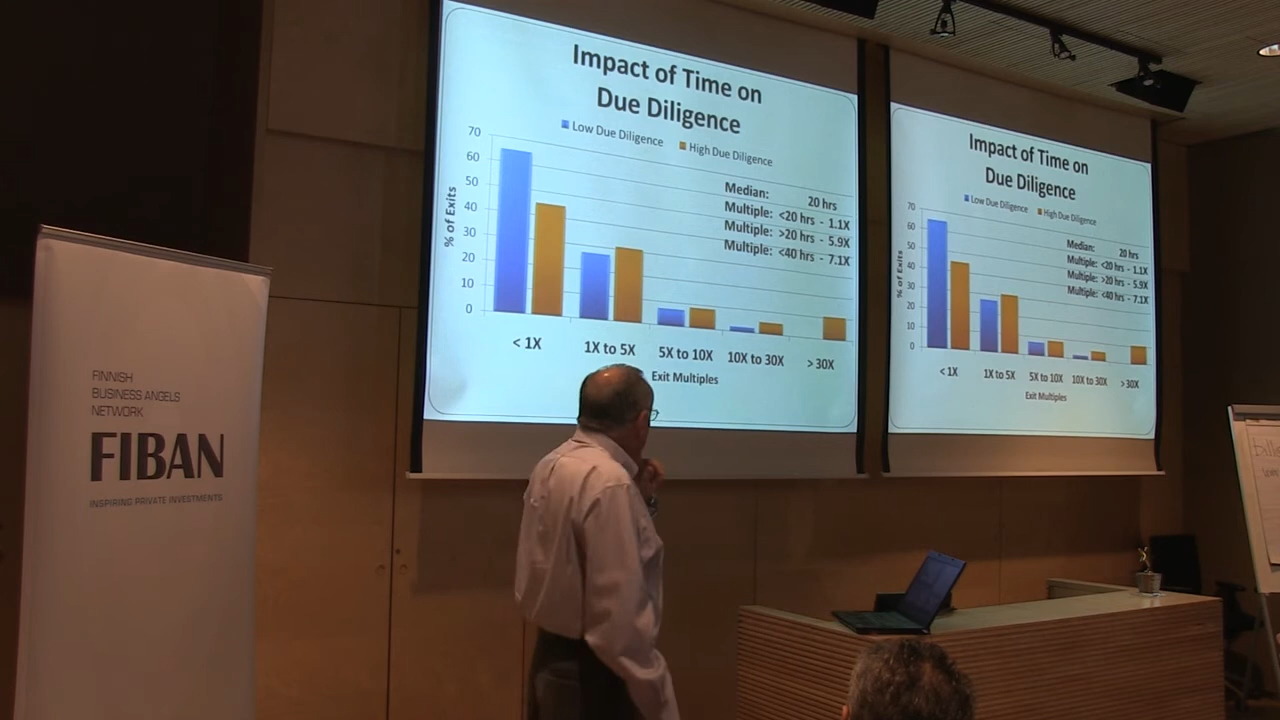 FINNISH
BUSINESS ANGELS
NETWORK
FIBAN
INSPIRING PRIVATE INVESTMENTS
Impact of Time on
Due Diligence
Low Due Diligence High Due Diligence
70
60
50
40
30
20
10
0
% of Exits
Median: 20 hrs
Multiple: <20 hrs - 1.1X
Multiple: >20 hrs - 5.9X
Multiple: <40 hrs - 7.1X
< 1X 1X to 5X 5X to 10X 10X to 30X > 30X
Exit Multiples
Impact of Time on
Due Diligence
Low Due Diligence High Due Diligence
70
60
50
40
30
20
10
0
% of Exits
Median: 20 hrs
Multiple: <20 hrs - 1.1X
Multiple: >20 hrs - 5.9X
Multiple: <40 hrs - 7.1X
< 1X 1X to 5X 5X to 10X 10X to 30X > 30X
Exit Multiples